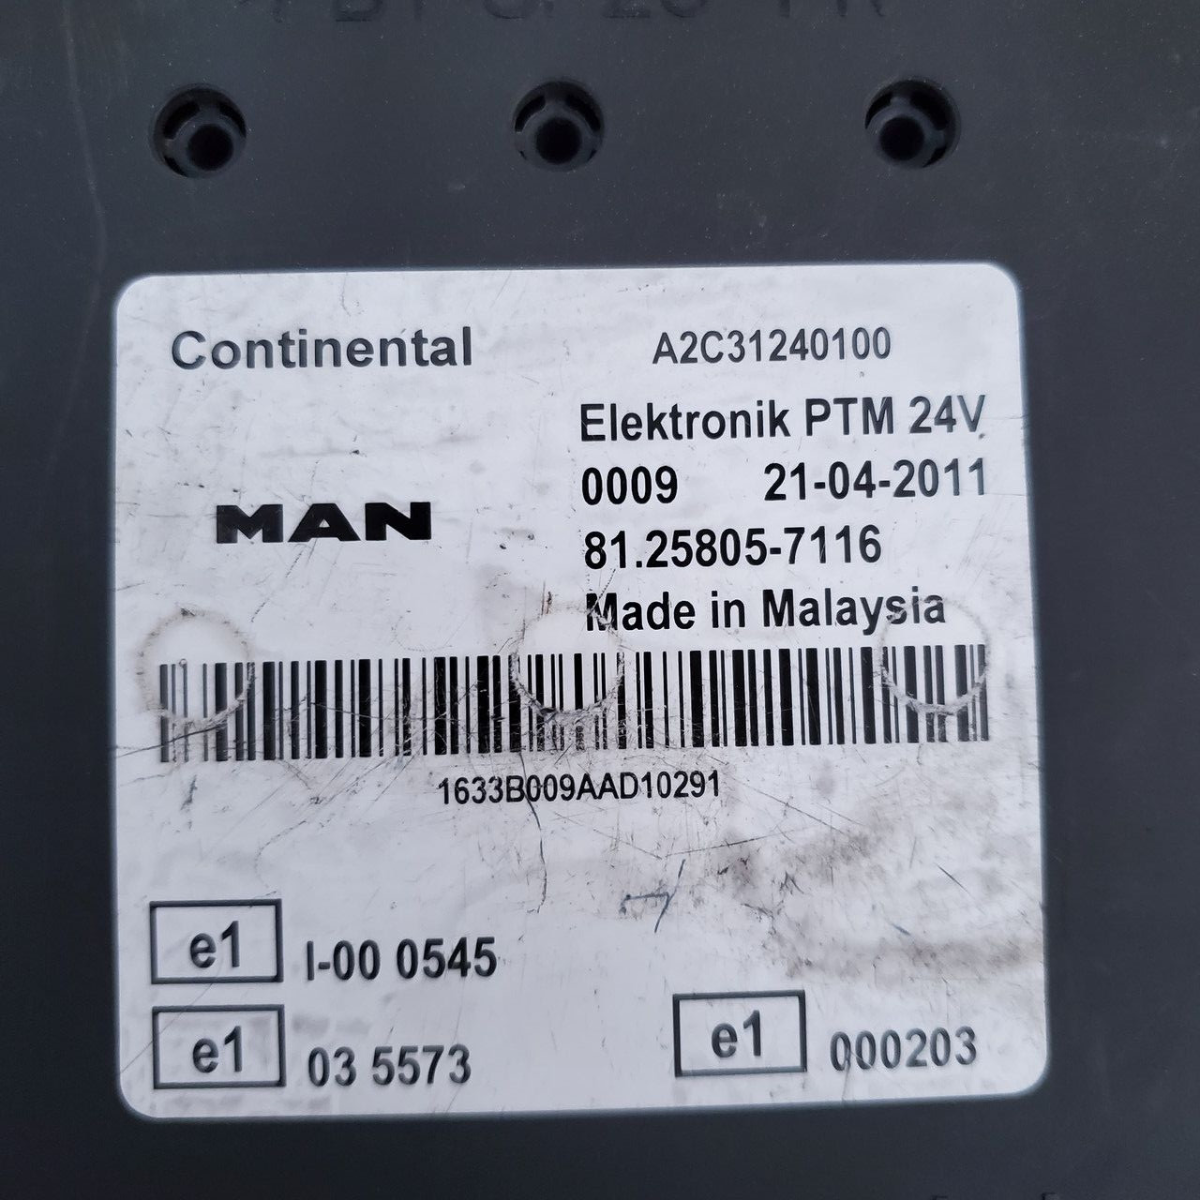 Continental A2C31240100
Elektronik PTM 24V
0009 21-04-2011
MAN
81.25805-7116
Made in Malaysia
1633B009AAD10291
e1 I-00 0545
e1 03 5573
e1 000203